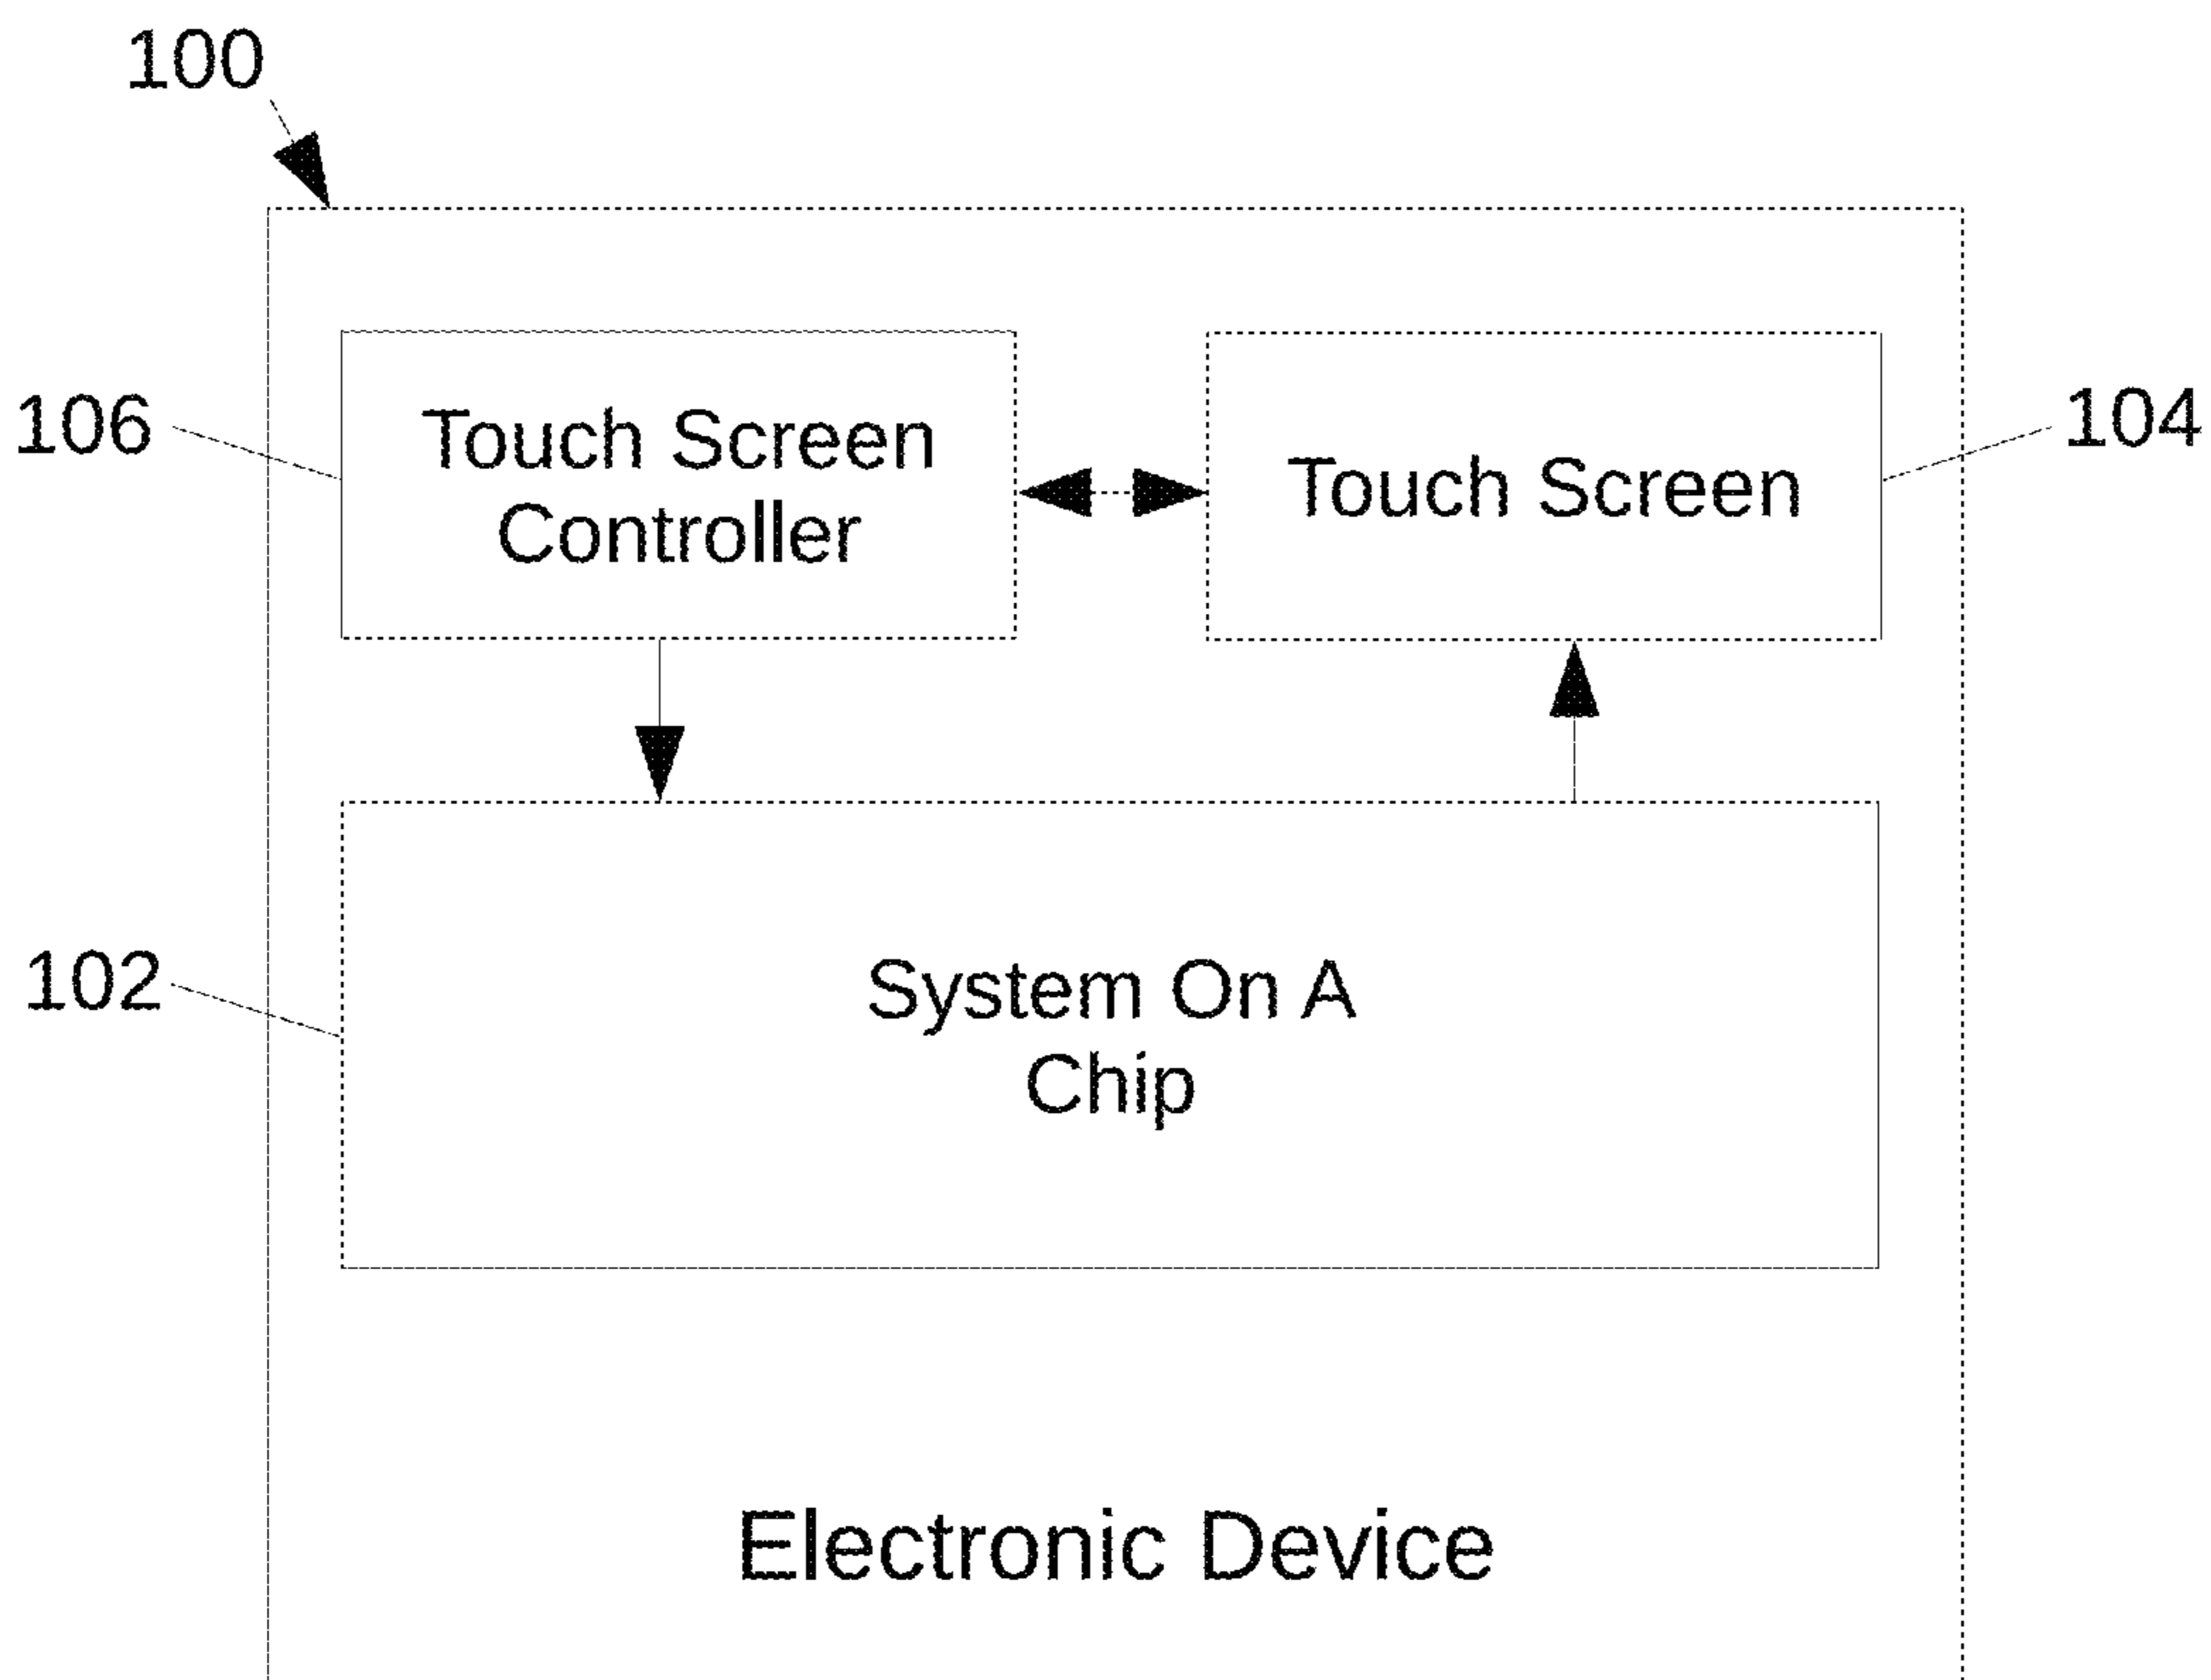 100
106
Touch Screen
Controller
Touch Screen
104
102
System On A
Chip
Electronic Device